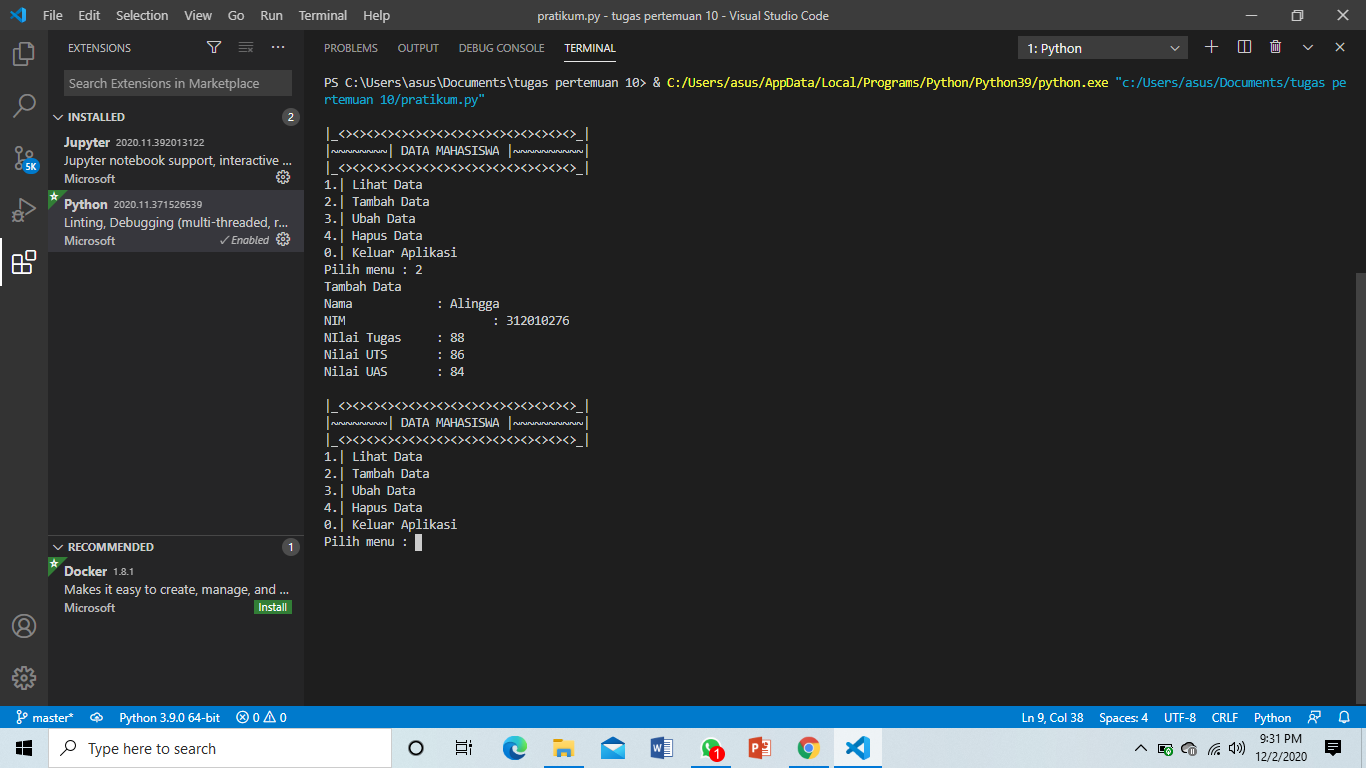 File Edit Selection View Go Run Terminal Help
pratikum.py - tugas pertemuan 10 - Visual Studio Code
EXTENSIONS
Search Extensions in Marketplace
INSTALLED 2
Jupyter 2020.11.392013122
Jupyter notebook support, interactive ...
Microsoft
Python 2020.11.371526539
Linting, Debugging (multi-threaded, r...
Microsoft ✓Enabled
RECOMMENDED 1
Docker 1.8.1
Makes it easy to create, manage, and ...
Microsoft Install
5K
PROBLEMS OUTPUT DEBUG CONSOLE TERMINAL
1: Python
PS C:\Users\asus\Documents\tugas pertemuan 10> & C:/Users/asus/AppData/Local/Programs/Python/Python39/python.exe "c:/Users/asus/Documents/tugas pe
rtemuan 10/pratikum.py"
|_<><><><><><><><><><><><><><><><><>_|
|~~~~~~~~| DATA MAHASISWA |~~~~~~~~~~|
|_<><><><><><><><><><><><><><><><><>_|
1.| Lihat Data
2.| Tambah Data
3.| Ubah Data
4.| Hapus Data
0.| Keluar Aplikasi
Pilih menu : 2
Tambah Data
Nama : Alingga
NIM : 312010276
NIlai Tugas : 88
Nilai UTS : 86
Nilai UAS : 84
|_<><><><><><><><><><><><><><><><><>_|
|~~~~~~~~| DATA MAHASISWA |~~~~~~~~~~|
|_<><><><><><><><><><><><><><><><><>_|
1.| Lihat Data
2.| Tambah Data
3.| Ubah Data
4.| Hapus Data
0.| Keluar Aplikasi
Pilih menu :
master* Python 3.9.0 64-bit 0 0 Ln 9, Col 38 Spaces: 4 UTF-8 CRLF Python
Type here to search
1
9:31 PM
12/2/2020